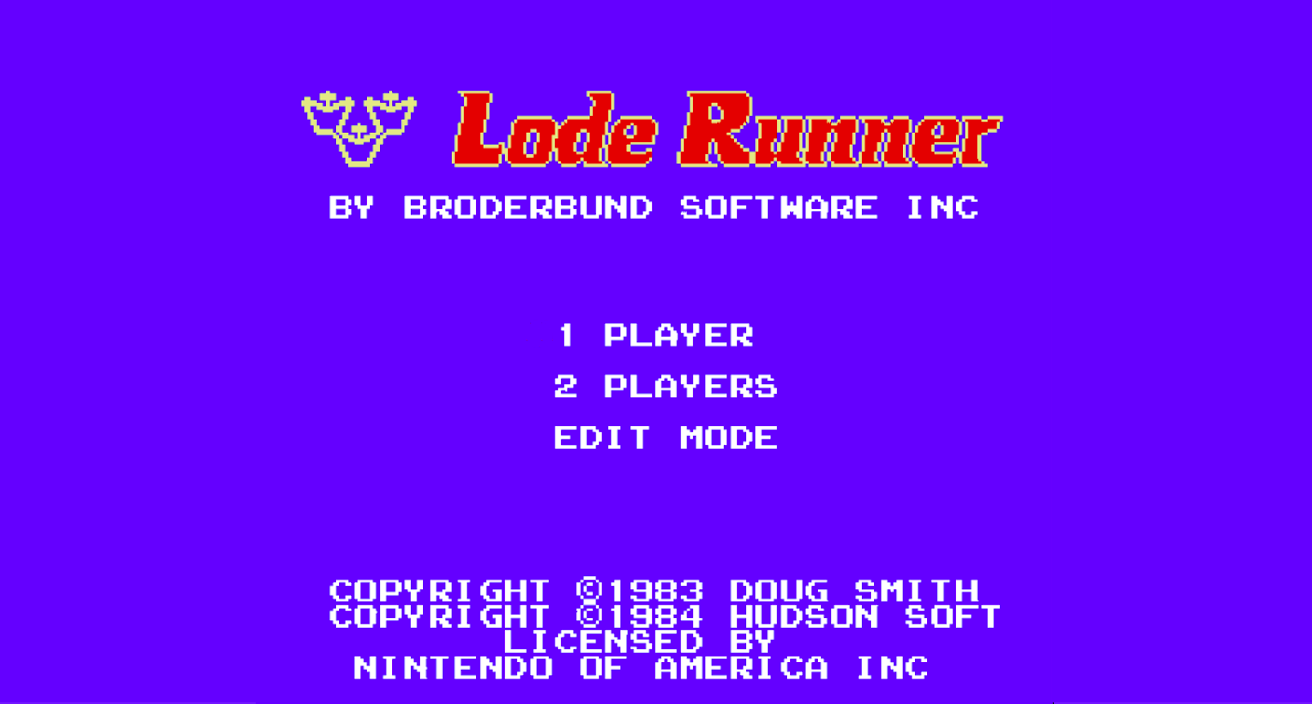 Lode Runner
BY BRODERBUND SOFTWARE INC
1 PLAYER
2 PLAYERS
EDIT MODE
COPYRIGHT ©1983 DOUG SMITH
COPYRIGHT ©1984 HUDSON SOFT
LICENSED BY
NINTENDO OF AMERICA INC